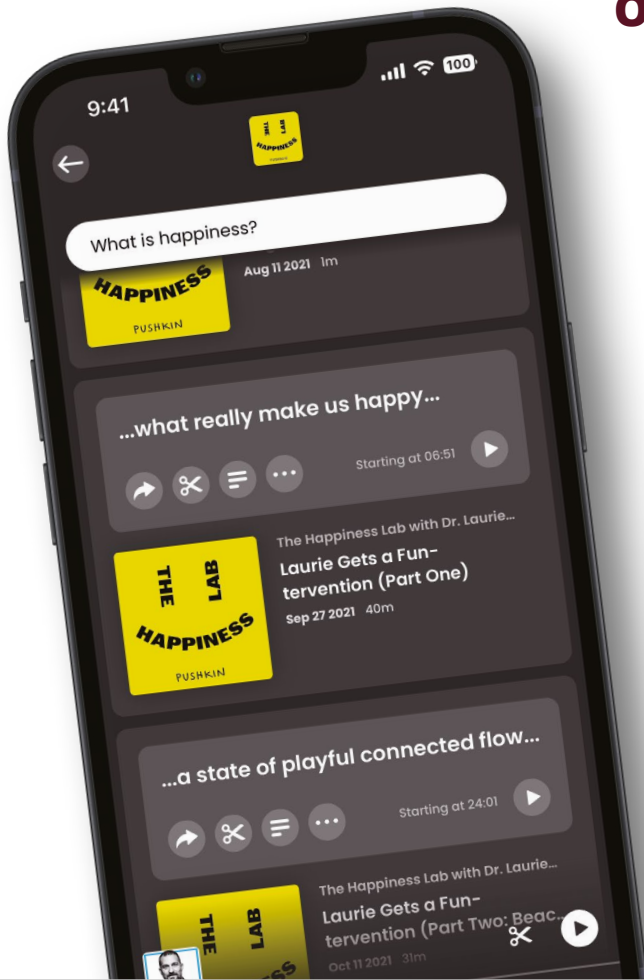 9:41
100
THE LAB
HAPPINESS
What is happiness?
Aug 11 2021 1m
HAPPINESS
PUSHKIN
...what really make us happy...
Starting at 06:51
The Happiness Lab with Dr. Laurie...
Laurie Gets a Fun-
tervention (Part One)
Sep 27 2021 40m
THE LAB
HAPPINESS
PUSHKIN
...a state of playful connected flow...
Starting at 24:01
The Happiness Lab with Dr. Laurie...
Laurie Gets a Fun-
tervention (Part Two: Beac...
Oct 11 2021 31m
THE LAB